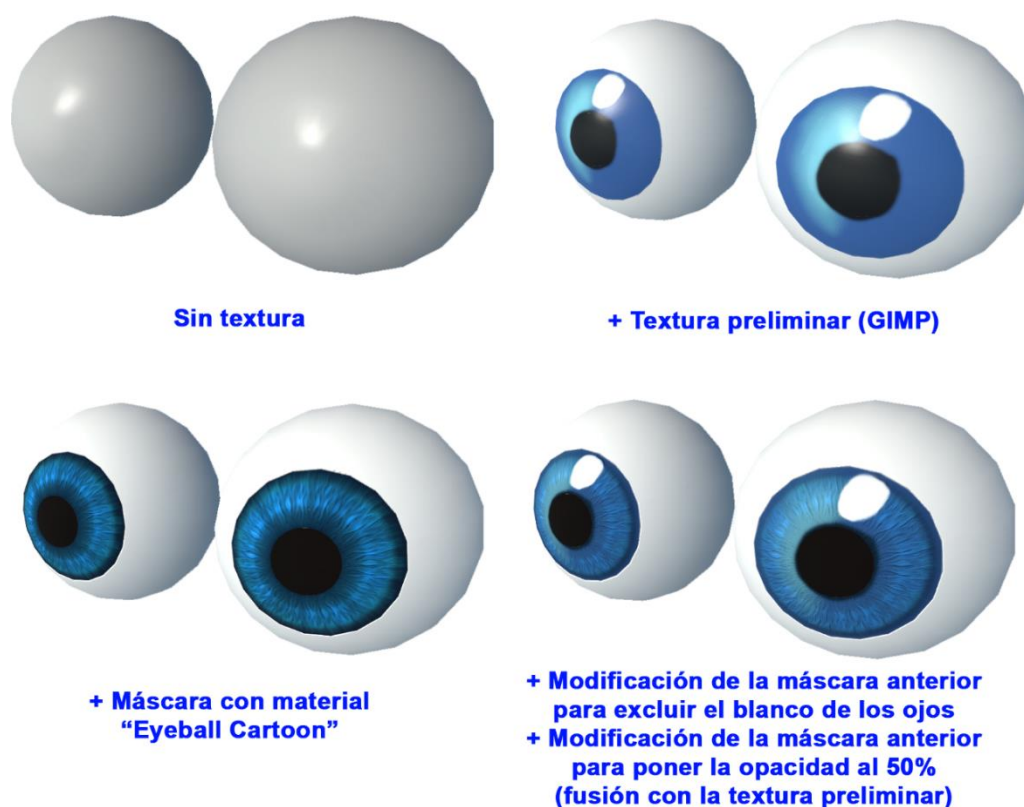 Sin textura
+ Textura preliminar (GIMP)
+ Máscara con material
“Eyeball Cartoon”
+ Modificación de la máscara anterior
para excluir el blanco de los ojos
+ Modificación de la máscara anterior
para poner la opacidad al 50%
(fusión con la textura preliminar)